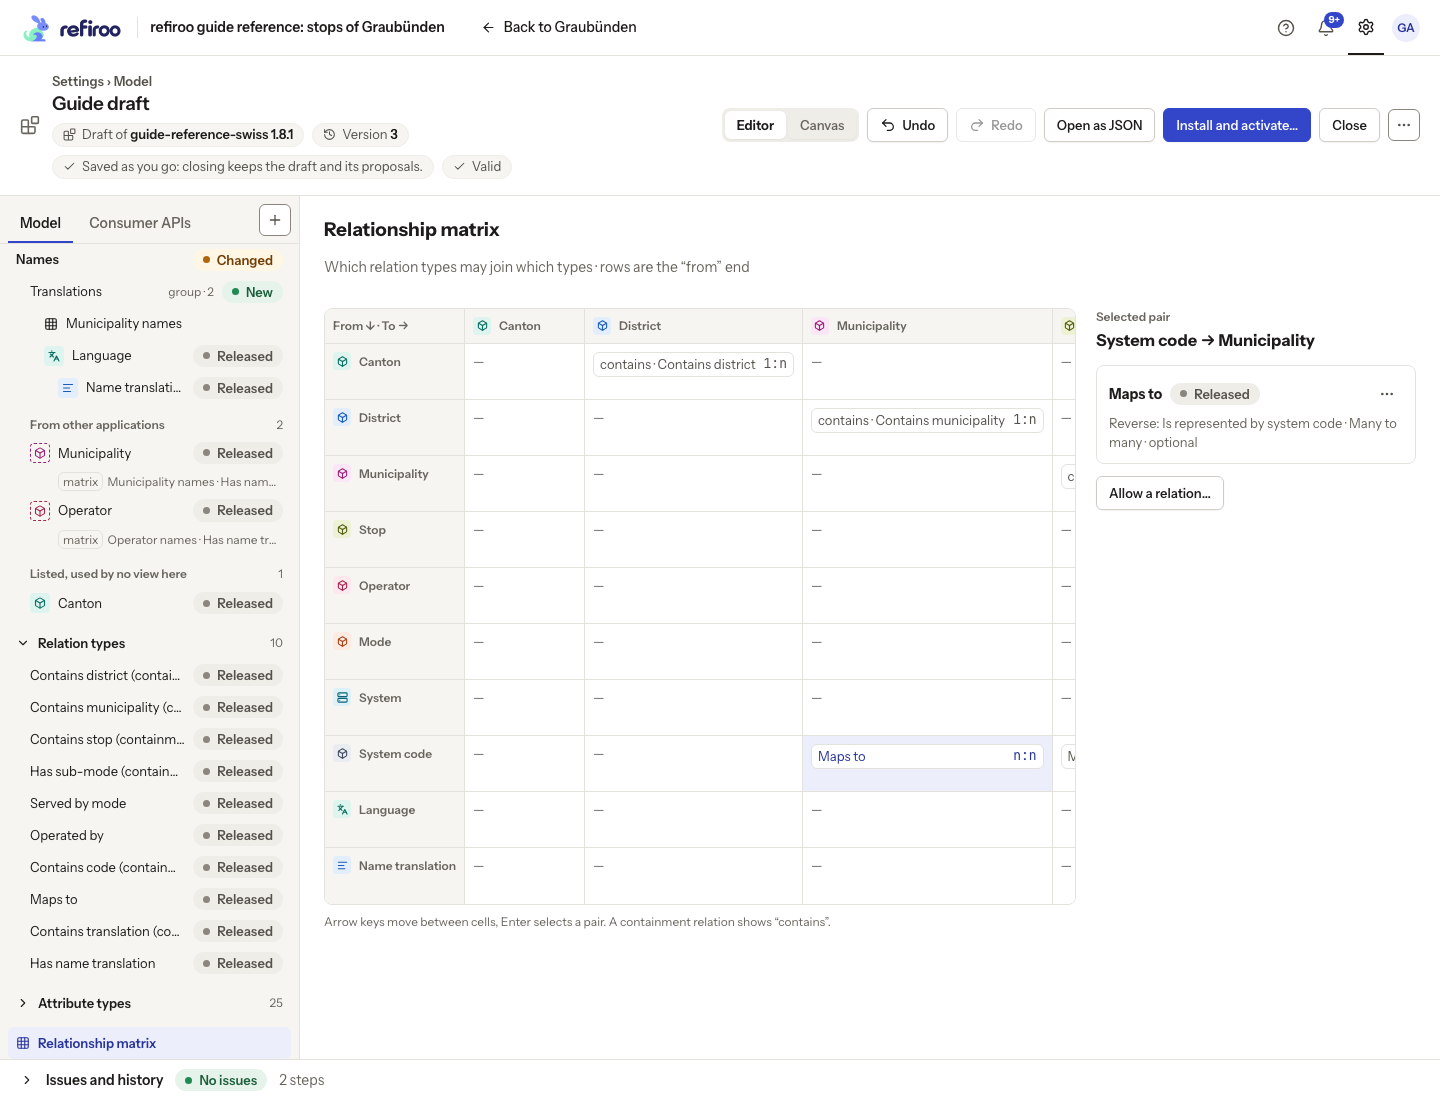 refiroo
refiroo guide reference: stops of Graubünden
← Back to Graubünden
9+
GA
Settings › Model
Guide draft
Draft of guide-reference-swiss 1.8.1
Version 3
Saved as you go: closing keeps the draft and its proposals.
Valid
Editor
Canvas
Undo
Redo
Open as JSON
Install and activate...
Close
Model
Consumer APIs
Names
Changed
Translations
group · 2
New
Municipality names
Language
Released
Name translati...
Released
From other applications
2
Municipality
Released
matrix
Municipality names · Has nam...
Operator
Released
matrix
Operator names · Has name tr...
Listed, used by no view here
1
Canton
Released
Relation types
10
Contains district (contai...
Released
Contains municipality (c...
Released
Contains stop (containm...
Released
Has sub-mode (contain...
Released
Served by mode
Released
Operated by
Released
Contains code (contain...
Released
Maps to
Released
Contains translation (co...
Released
Has name translation
Released
Attribute types
25
Relationship matrix
Relationship matrix
Which relation types may join which types · rows are the “from” end
From ↓ · To →
Canton
District
Municipality
Canton
—
contains · Contains district 1:n
—
—
District
—
—
contains · Contains municipality 1:n
—
Municipality
—
—
—
c
Stop
—
—
—
—
Operator
—
—
—
—
Mode
—
—
—
—
System
—
—
—
—
System code
—
—
Maps to n:n
M
Language
—
—
—
—
Name translation
—
—
—
—
Arrow keys move between cells, Enter selects a pair. A containment relation shows “contains”.
Selected pair
System code → Municipality
Maps to
Released
Reverse: Is represented by system code · Many to
many · optional
Allow a relation...
Issues and history
No issues
2 steps